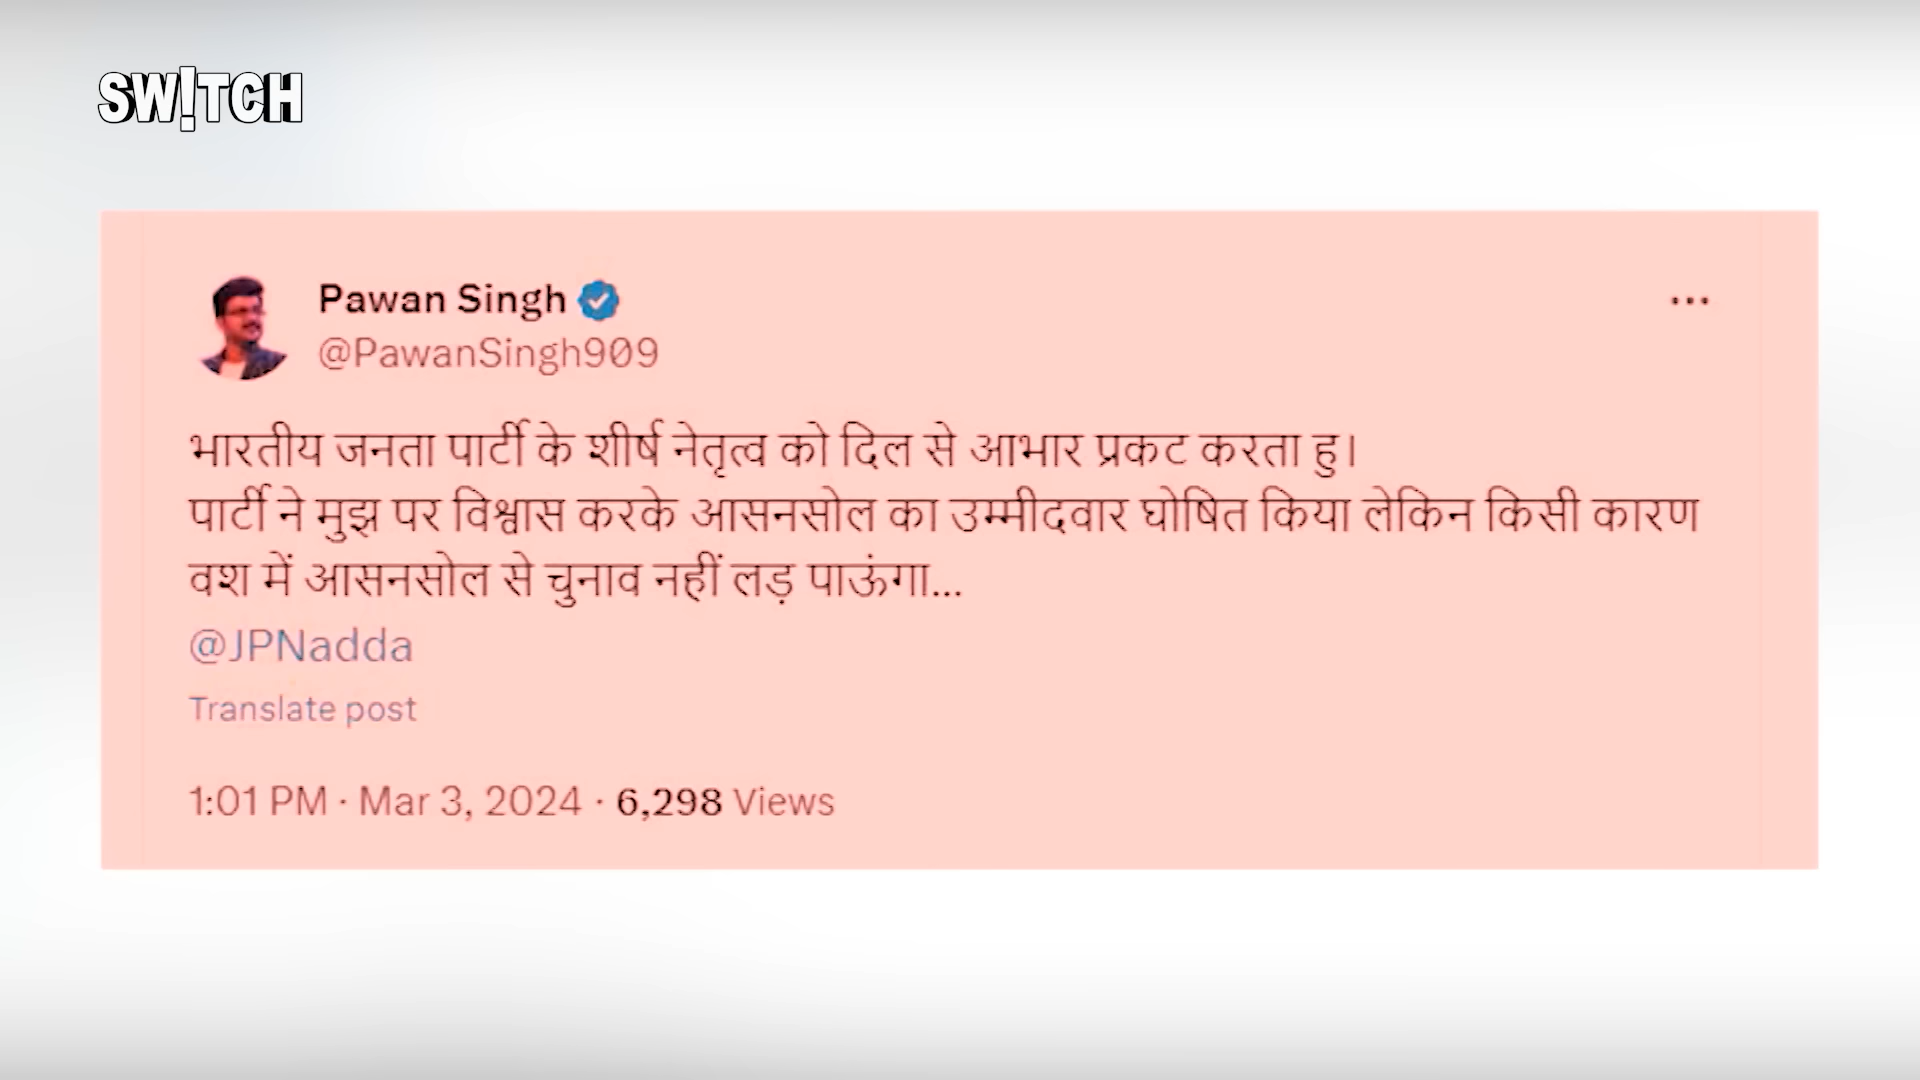 SW!TCH
Pawan Singh
...
@PawanSingh909
भारतीय जनता पार्टी के शीर्ष नेतृत्व को दिल से आभार प्रकट करता हु।
पार्टी ने मुझ पर विश्वास करके आसनसोल का उम्मीदवार घोषित किया लेकिन किसी कारण
वश में आसनसोल से चुनाव नहीं लड़ पाऊंगा...
@JPNadda
Translate post
1:01 PM · Mar 3, 2024 · 6,298 Views